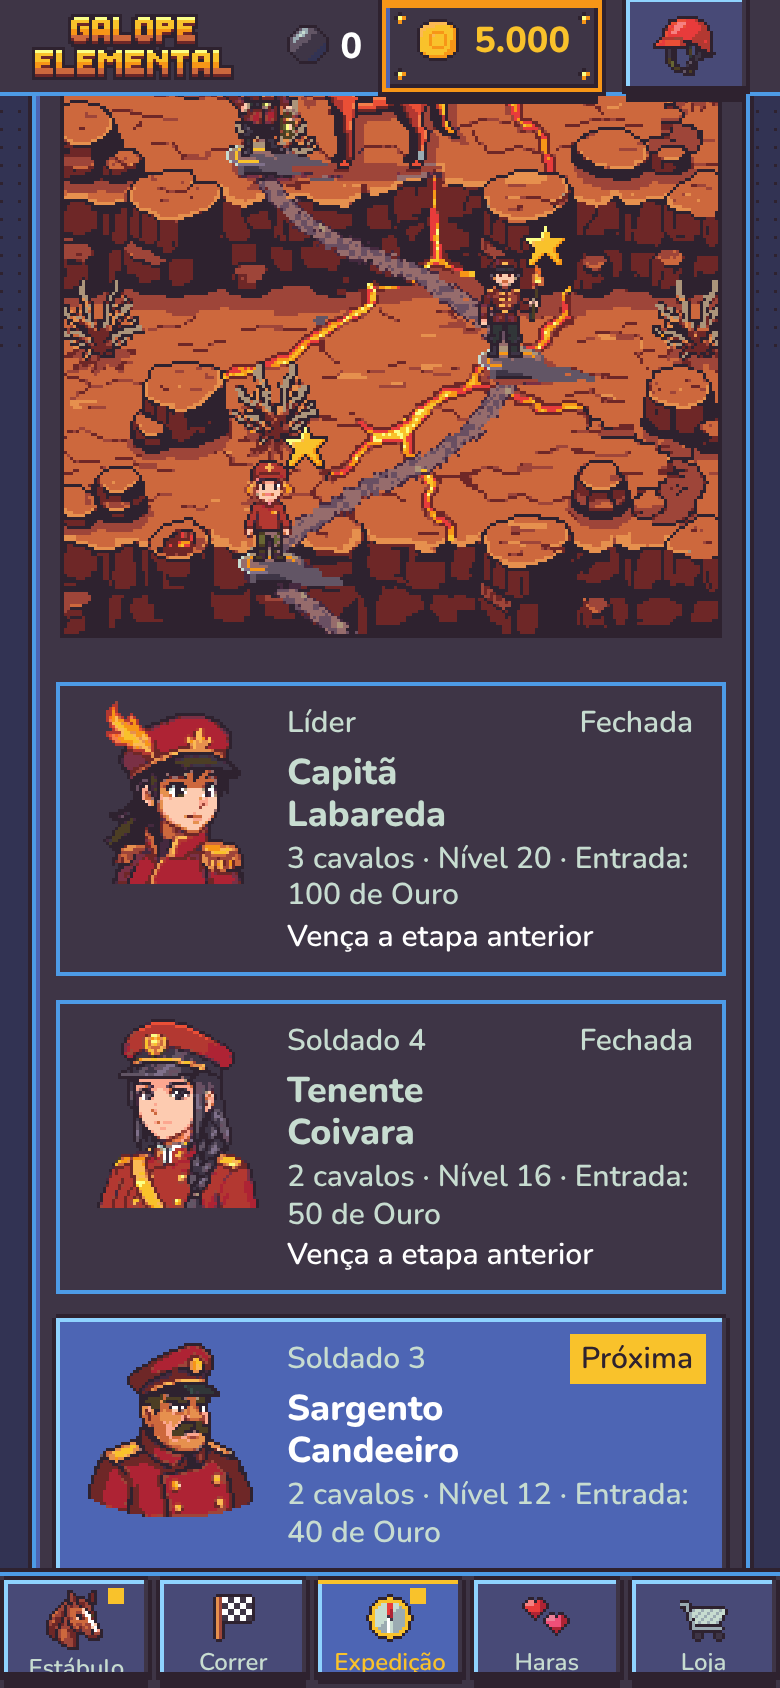 GALOPE
ELEMENTAL
0
5.000
Líder
Fechada
Capitã
Labareda
3 cavalos · Nível 20 · Entrada:
100 de Ouro
Vença a etapa anterior
Soldado 4
Fechada
Tenente
Coivara
2 cavalos · Nível 16 · Entrada:
50 de Ouro
Vença a etapa anterior
Soldado 3
Próxima
Sargento
Candeeiro
2 cavalos · Nível 12 · Entrada:
40 de Ouro
Estábulo
Correr
Expedição
Haras
Loja